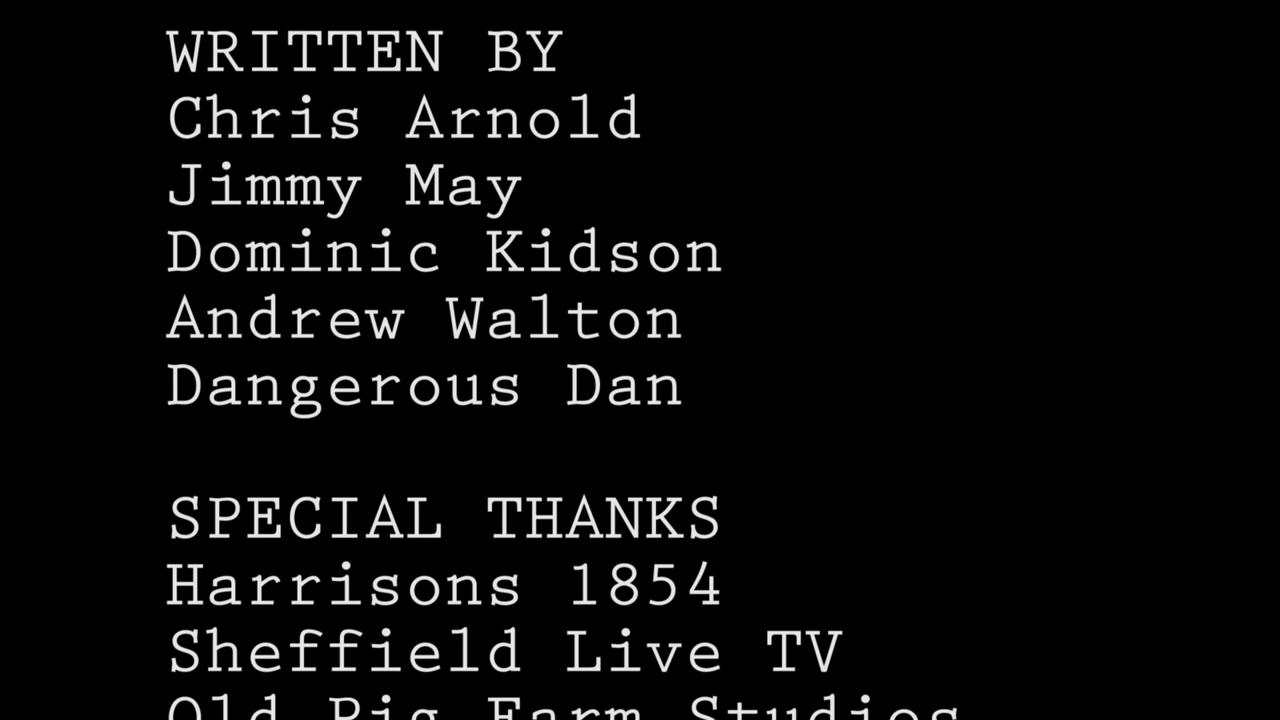 WRITTEN BY
Chris Arnold
Jimmy May
Dominic Kidson
Andrew Walton
Dangerous Dan
SPECIAL THANKS
Harrisons 1854
Sheffield Live TV
Old Pig Farm Studios